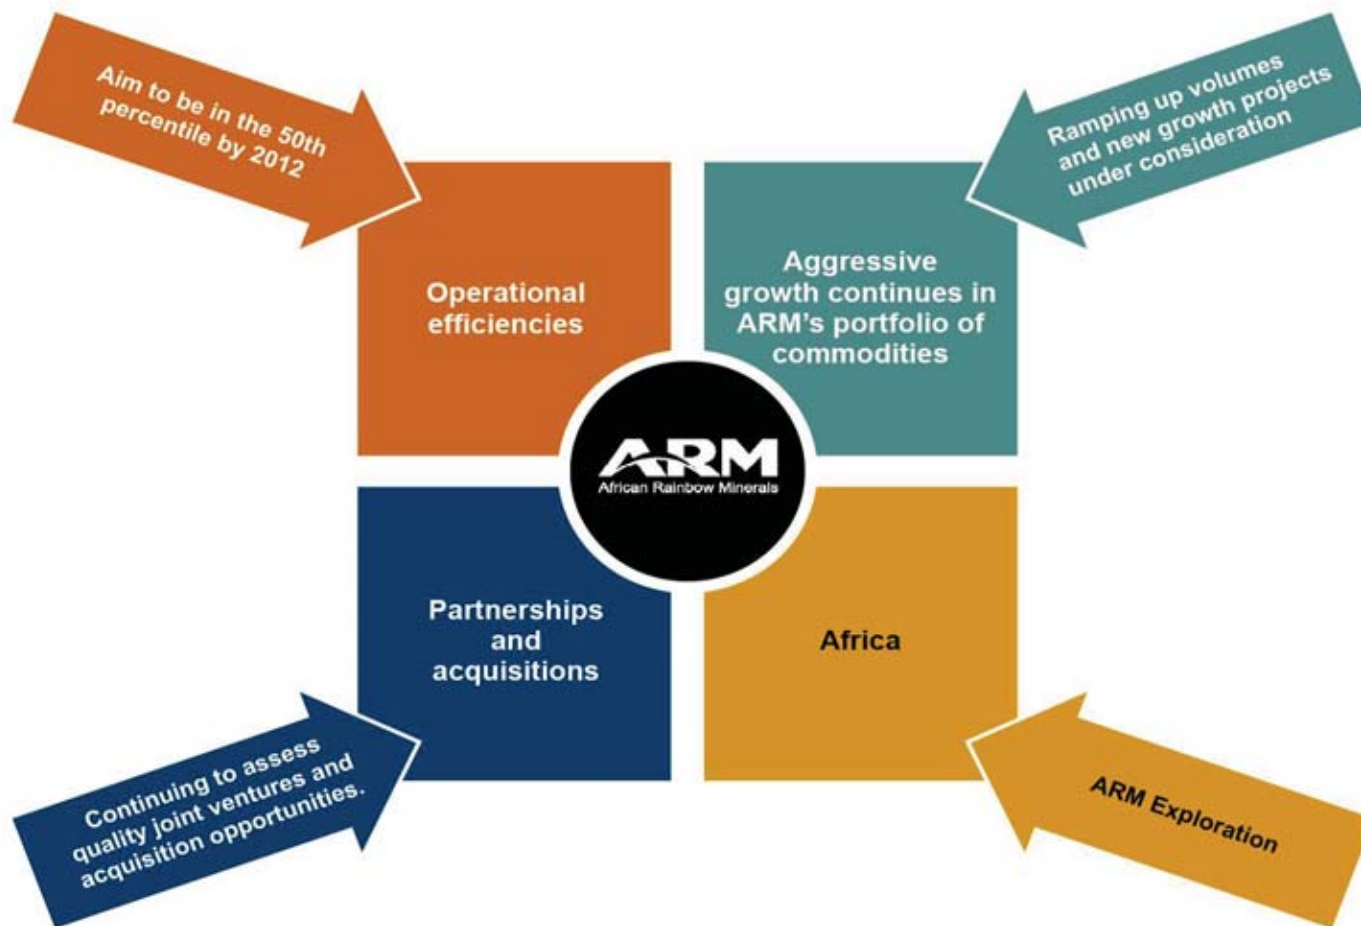 Aim to be in the 50th
percentile by 2012
Ramping up volumes
and new growth projects
under consideration
Operational
efficiencies
Aggressive
growth continues in
ARM's portfolio of
commodities
ARM
African Rainbow Minerals
Partnerships
and
acquisitions
Africa
Continuing to assess
quality joint ventures and
acquisition opportunities.
ARM Exploration